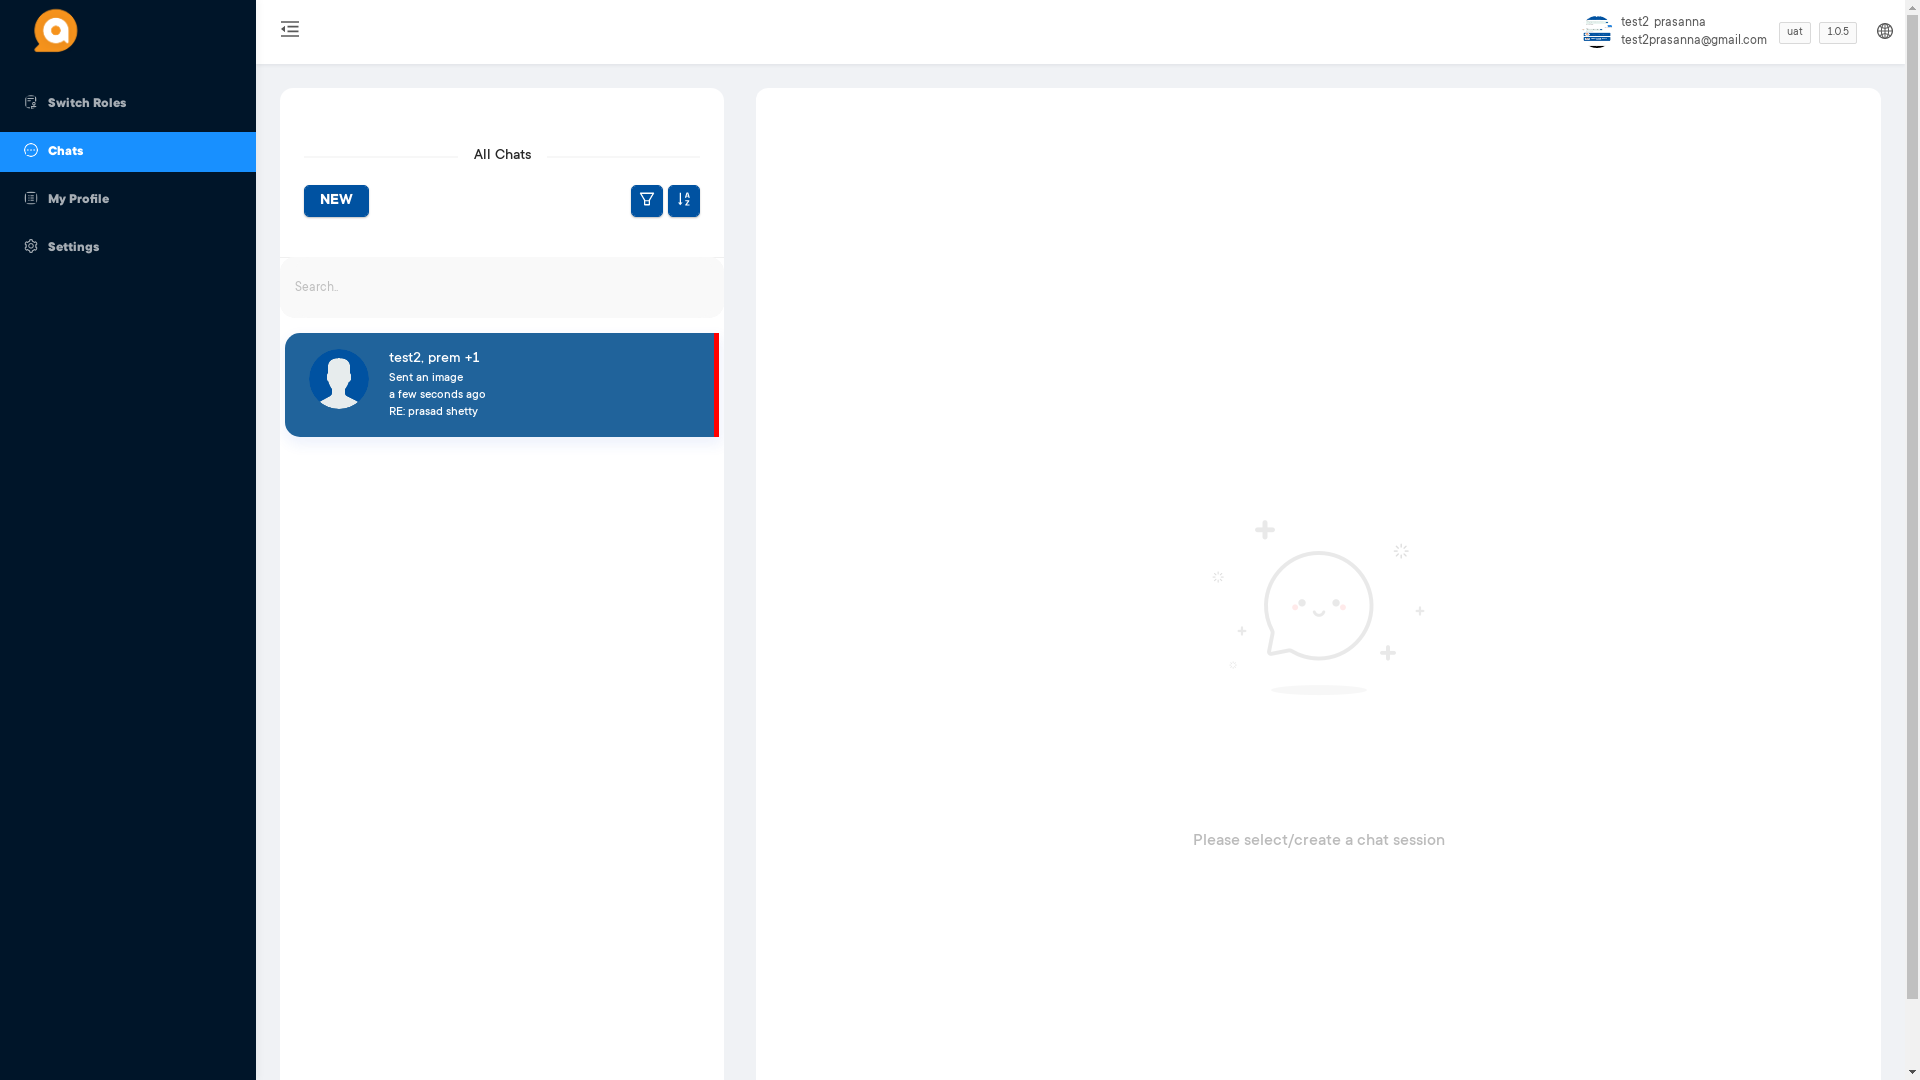 test2 prasanna
test2prasanna@gmail.com
uat
1.0.5
Switch Roles
Chats
My Profile
Settings
All Chats
NEW
Search..
test2, prem +1
Sent an image
a few seconds ago
RE: prasad shetty
Please select/create a chat session